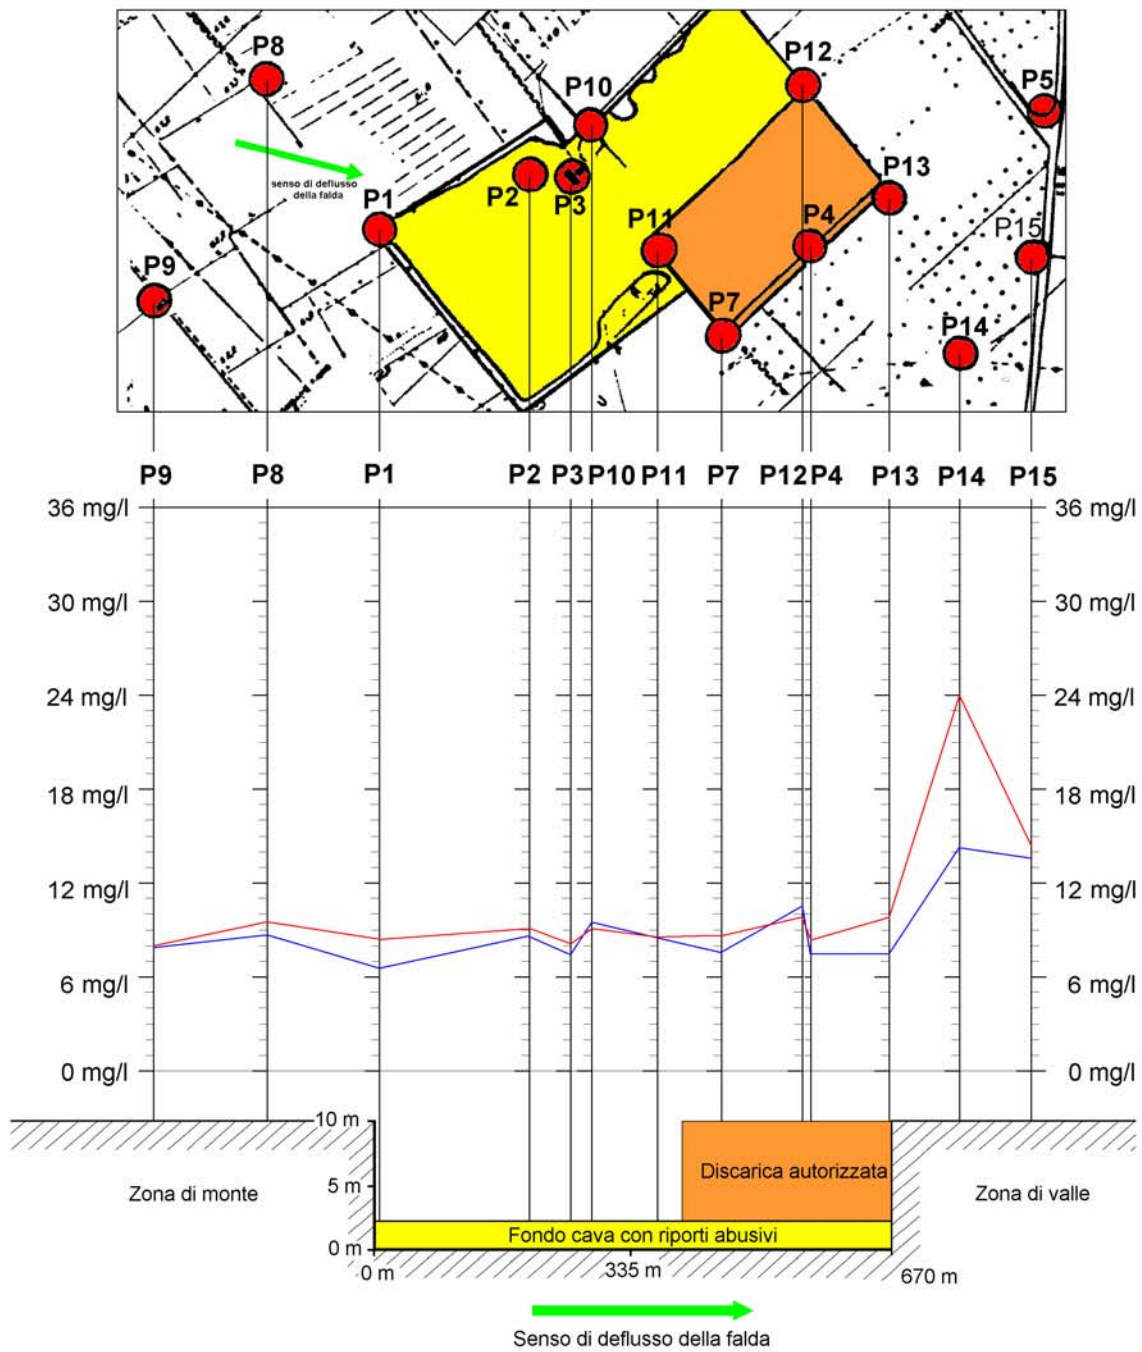 P8
P12
P5
P10
senso di deflusso
della falda
P2
P3
P13
P1
P11
P4
P15
P9
P7
P14
P9 P8 P1 P2 P3 P10 P11 P7 P12 P4 P13 P14 P15
36 mg/l 36 mg/l
30 mg/l 30 mg/l
24 mg/l 24 mg/l
18 mg/l 18 mg/l
12 mg/l 12 mg/l
6 mg/l 6 mg/l
0 mg/l 0 mg/l
10 m
Discarica autorizzata
Zona di monte 5 m Zona di valle
Fondo cava con riporti abusivi
0 m
0 m 335 m 670 m
Senso di deflusso della falda